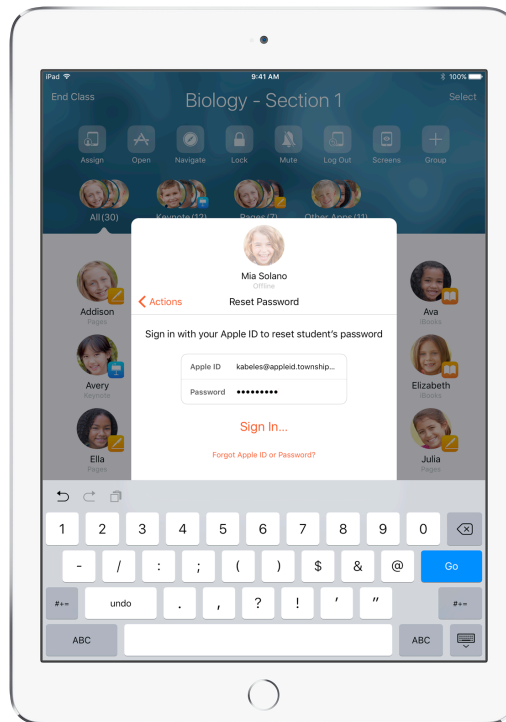 iPad 9:41 AM 100%
End Class Biology - Section 1 Select
Assign Open Navigate Lock Mute Log Out Screens Group
All (30) Keynote (12) Pages (7) Other Apps (11)
Mia Solano
Offline
Actions Reset Password
Sign in with your Apple ID to reset student's password
Apple ID kabeles@appleid.township...
Password •••••••••
Sign In...
Forgot Apple ID or Password?
Addison
Pages
Avery
Keynote
Ella
Pages
Ava
iBooks
Elizabeth
iBooks
Julia
Pages
1 2 3 4 5 6 7 8 9 0
- / : ; ( ) $ & @ Go
#+= undo . , ? ! ' " #+=
ABC ABC